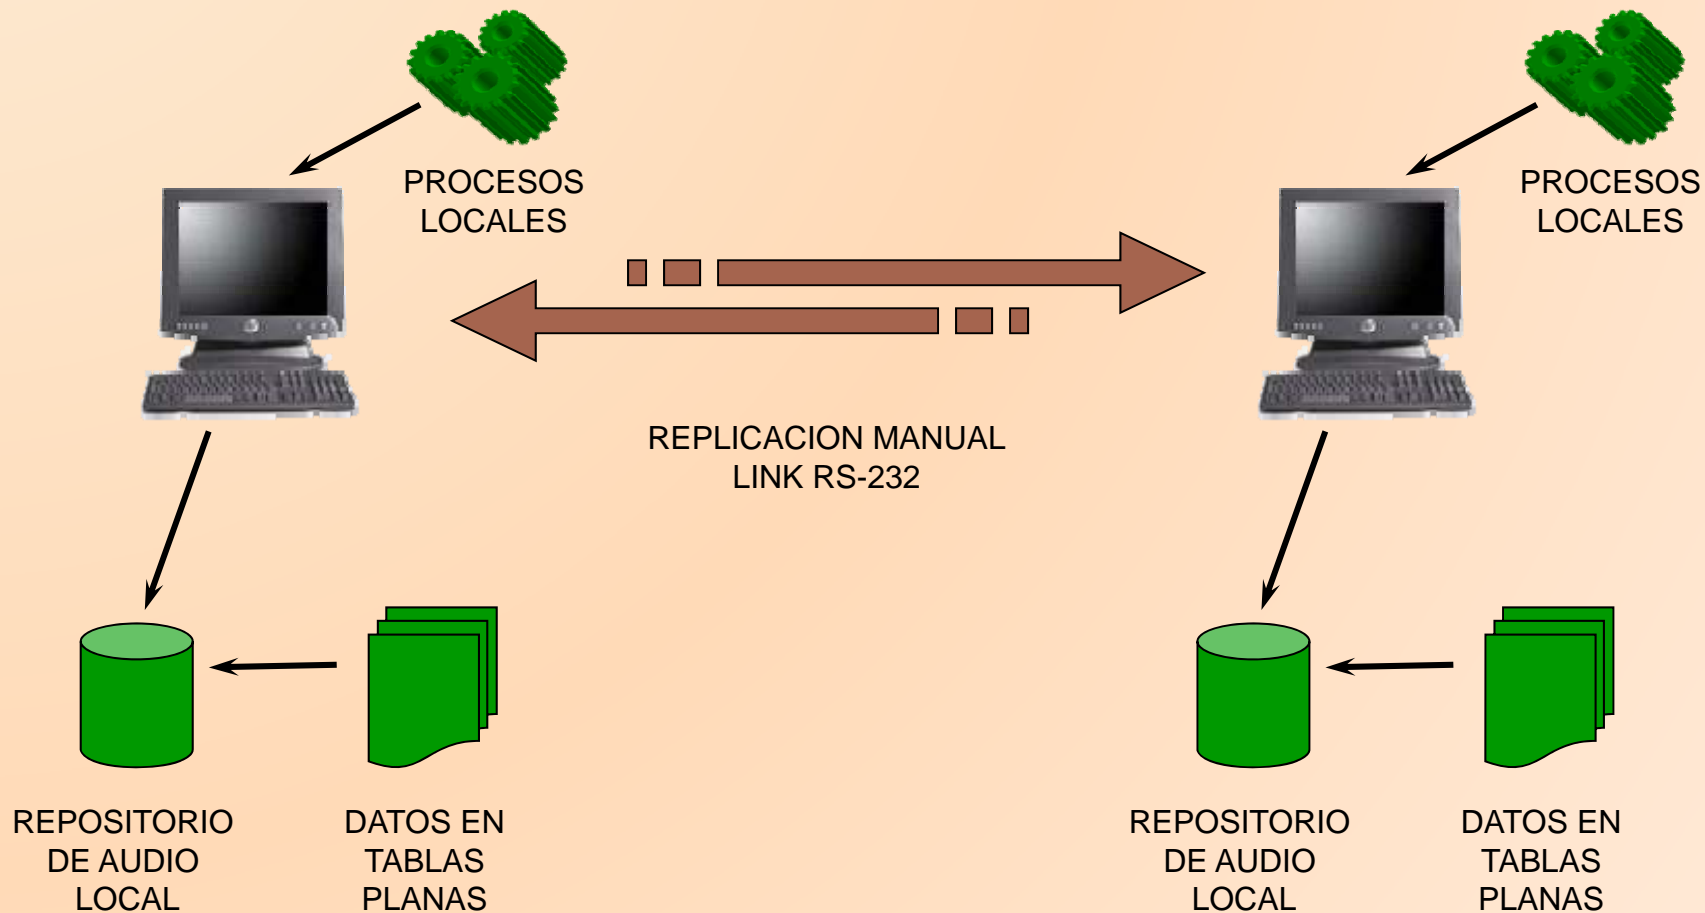 PROCESOS
LOCALES
PROCESOS
LOCALES
REPLICACION MANUAL
LINK RS-232
REPOSITORIO
DE AUDIO
LOCAL
DATOS EN
TABLAS
PLANAS
REPOSITORIO
DE AUDIO
LOCAL
DATOS EN
TABLAS
PLANAS